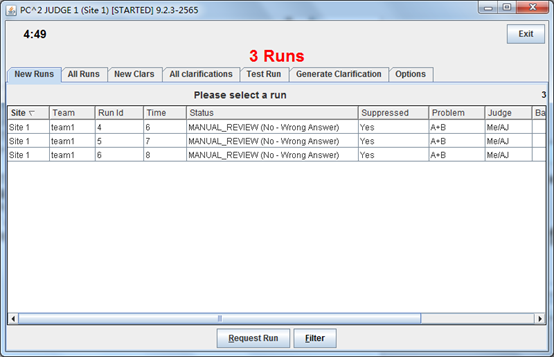 PC^2 JUDGE 1 (Site 1) [STARTED] 9.2.3-2565
4:49
Exit
3 Runs
New Runs All Runs New Clars All clarifications Test Run Generate Clarification Options
Please select a run 3
Site Team Run Id Time Status Suppressed Problem Judge Ba
Site 1 team1 4 6 MANUAL_REVIEW (No - Wrong Answer) Yes A+B Me/AJ
Site 1 team1 5 7 MANUAL_REVIEW (No - Wrong Answer) Yes A+B Me/AJ
Site 1 team1 6 8 MANUAL_REVIEW (No - Wrong Answer) Yes A+B Me/AJ
Request Run Filter